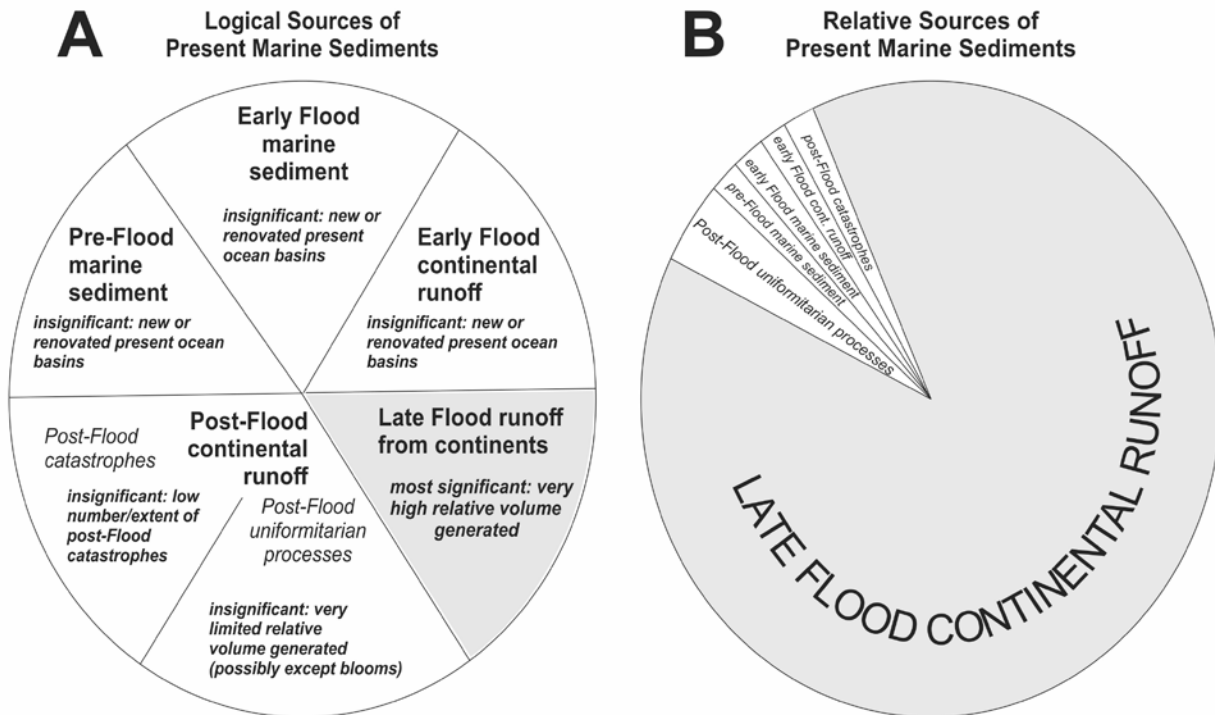 A
Logical Sources of
Present Marine Sediments
Early Flood
marine
sediment
insignificant: new or
renovated present
ocean basins
Pre-Flood
marine
sediment
insignificant: new or
renovated present ocean
basins
Early Flood
continental
runoff
insignificant: new or
renovated present ocean
basins
Post-Flood
catastrophes
insignificant: low
number/extent of
post-Flood
catastrophes
Post-Flood
continental
runoff
Post-Flood
uniformitarian
processes
insignificant: very
limited relative
volume generated
(possibly except blooms)
Late Flood runoff
from continents
most significant: very
high relative volume
generated
B
Relative Sources of
Present Marine Sediments
post-Flood catastrophes
early Flood cont. runoff
early Flood marine sediment
pre-Flood marine sediment
Post-Flood uniformitarian processes
LATE FLOOD CONTINENTAL RUNOFF